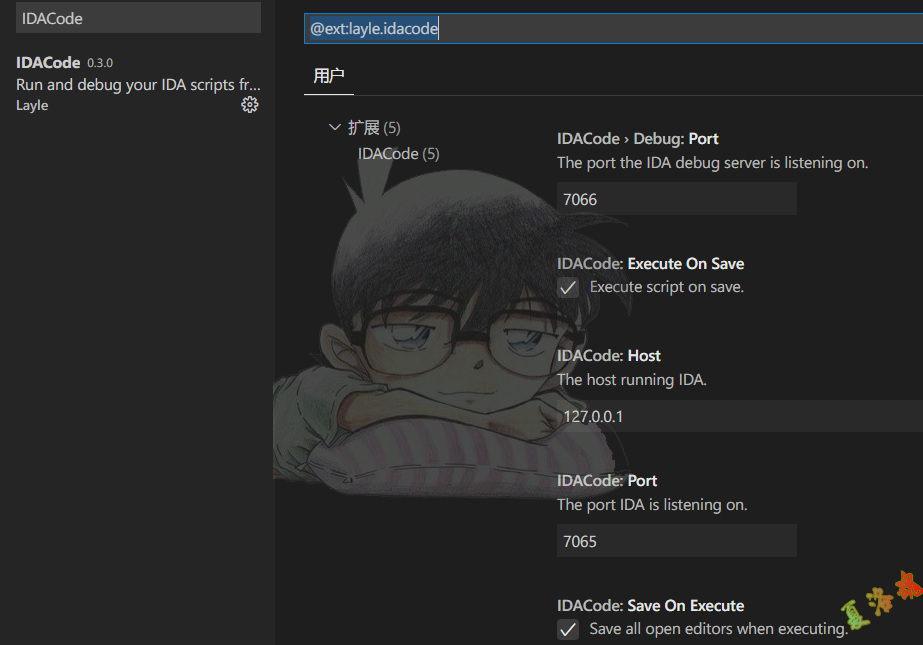 IDACode
IDACode 0.3.0
Run and debug your IDA scripts fr...
Layle
@ext:layle.idacode
用户
扩展 (5)
IDACode (5)
IDACode › Debug: Port
The port the IDA debug server is listening on.
7066
IDACode: Execute On Save
Execute script on save.
IDACode: Host
The host running IDA.
127.0.0.1
IDACode: Port
The port IDA is listening on.
7065
IDACode: Save On Execute
Save all open editors when executing.
夏洛